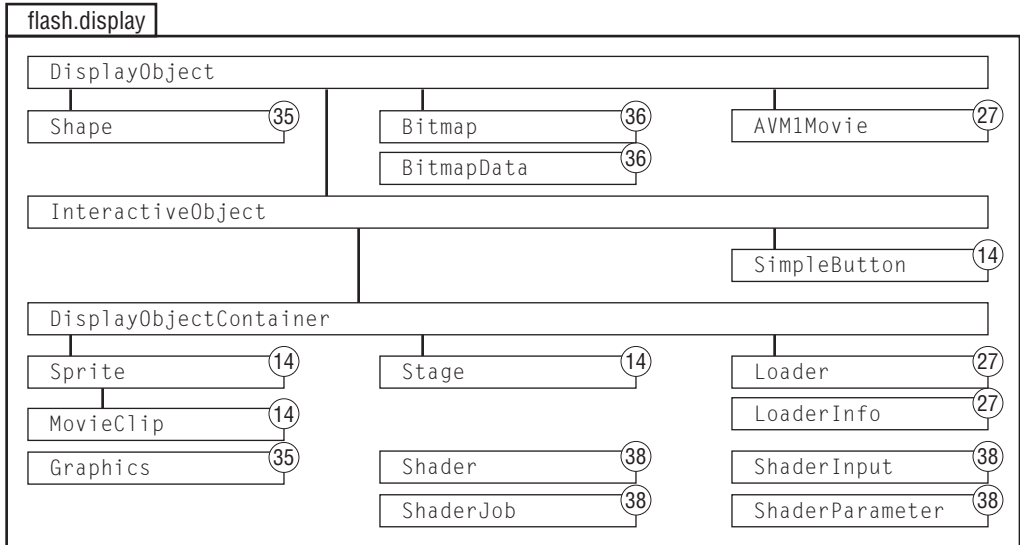 flash.display
DisplayObject
Shape 35 Bitmap 36 AVM1Movie 27
BitmapData 36
InteractiveObject
SimpleButton 14
DisplayObjectContainer
Sprite 14 Stage 14 Loader 27
MovieClip 14 LoaderInfo 27
Graphics 35 Shader 38 ShaderInput 38
ShaderJob 38 ShaderParameter 38